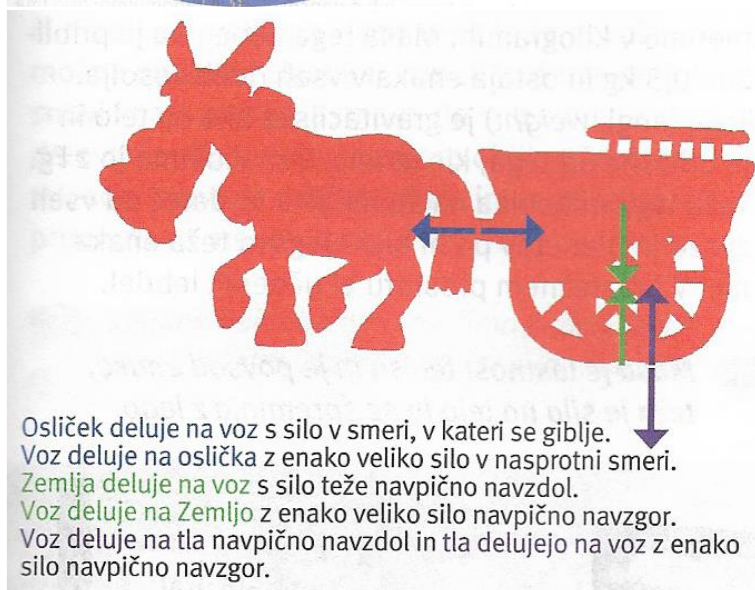 Osliček deluje na voz s silo v smeri, v kateri se giblje.
Voz deluje na oslička z enako veliko silo v nasprotni smeri.
Zemlja deluje na voz s silo teže navpično navzdol.
Voz deluje na Zemljo z enako veliko silo navpično navzgor.
Voz deluje na tla navpično navzdol in tla delujejo na voz z enako
silo navpično navzgor.